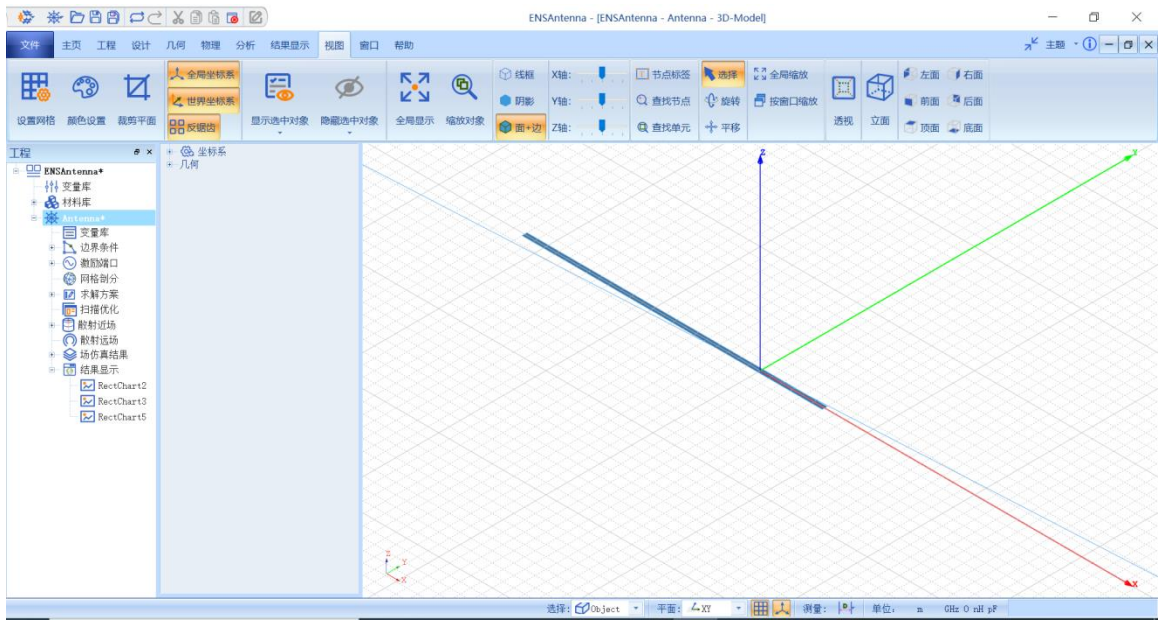 ENSAntenna - [ENSAntenna - Antenna - 3D-Model]
文件 主页 工程 设计 几何 物理 分析 结果显示 视图 窗口 帮助 主题
全局坐标系 线框 X轴: 节点标签 选择 全局缩放 左面 右面
世界坐标系 阴影 Y轴: 查找节点 旋转 按窗口缩放 前面 后面
设置网格 颜色设置 裁剪平面 反锯齿 显示选中对象 隐藏选中对象 全局显示 缩放对象 面+边 Z轴: 查找单元 平移 透视 立面 顶面 底面
工程
ENSAntenna*
变量库
材料库
Antenna*
变量库
边界条件
激励端口
网格剖分
求解方案
扫描优化
散射近场
散射远场
场仿真结果
结果显示
RectChart2
RectChart3
RectChart5
坐标系
几何
Z
Y
X
Z
Y
X
选择: Object 平面: XY 测量: 单位: m GHz O nH pF